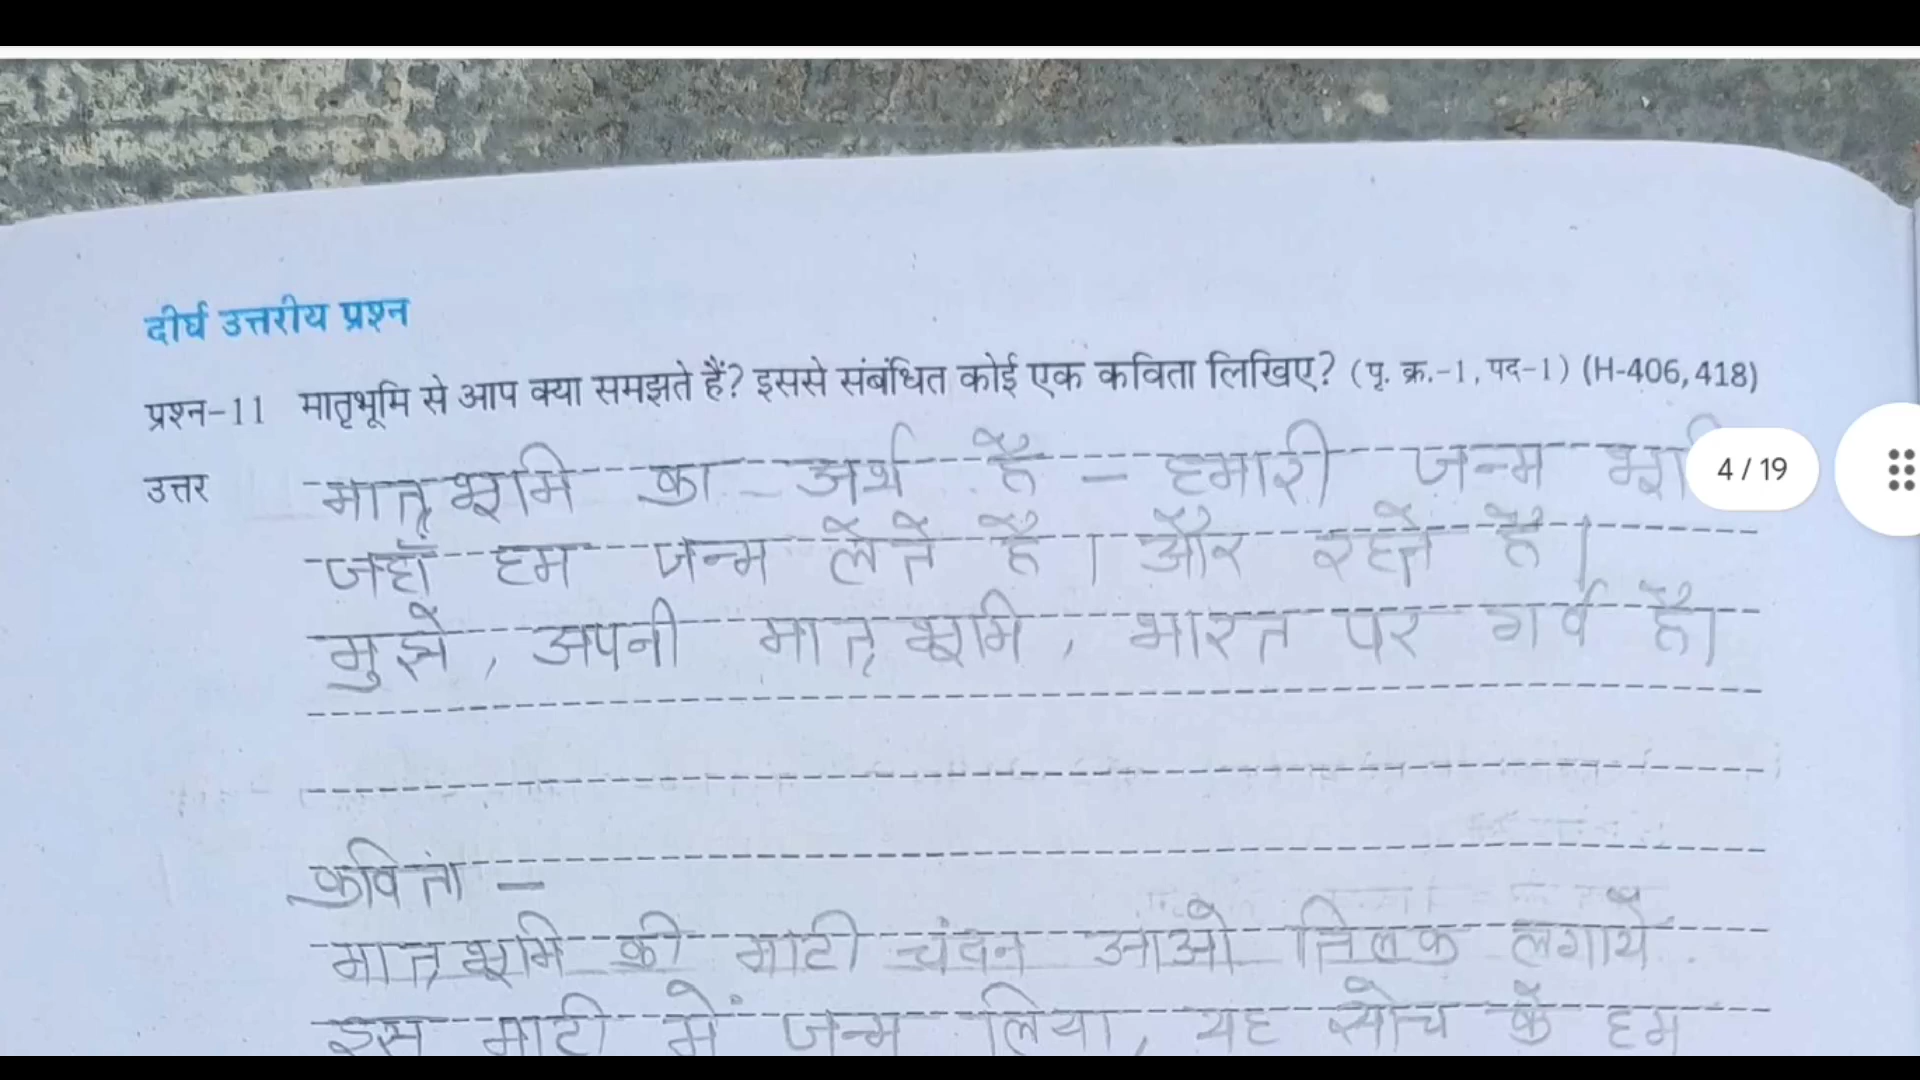 दीर्घ उत्तरीय प्रश्न
प्रश्न-11 मातृभूमि से आप क्या समझते हैं? इससे संबंधित कोई एक कविता लिखिए? (पृ. क्र.-1, पद-1) (H-406,418)
उत्तर मातृभूमि का अर्थ है - हमारी जन्म
4/19
जहाँ हम जन्म लेते है। और रहते है।
मुझे, अपनी मातृभूमि, भारत पर गर्व है।
कविता -
मातृभूमि की माटी चंदन आओ तिलक लगाये
इस माटी में जन्म लिया, यह सोच के हम